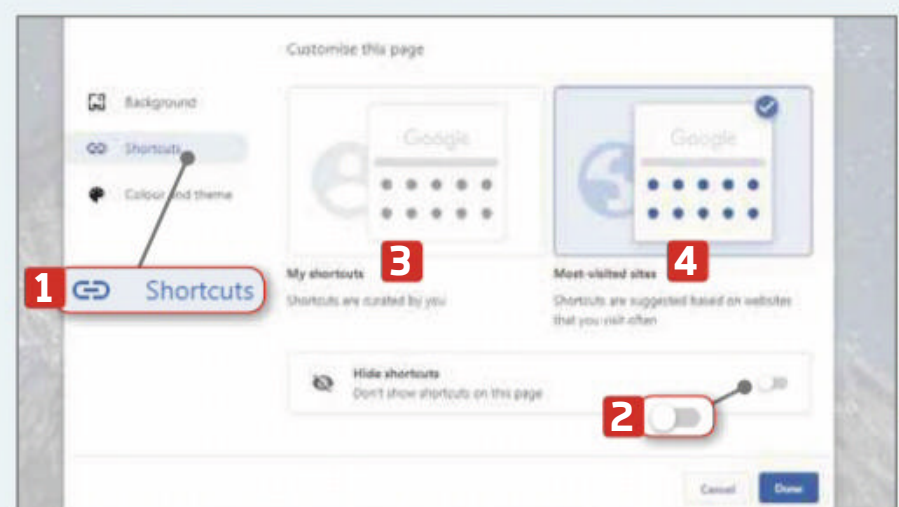 Customise this page
Background
Shortcuts
Colour and theme
Google
Google
1
Shortcuts
3
4
My shortcuts
Shortcuts are curated by you
Most-visited sites
Shortcuts are suggested based on websites
that you visit often
Hide shortcuts
Don't show shortcuts on this page
2
Cancel
Done